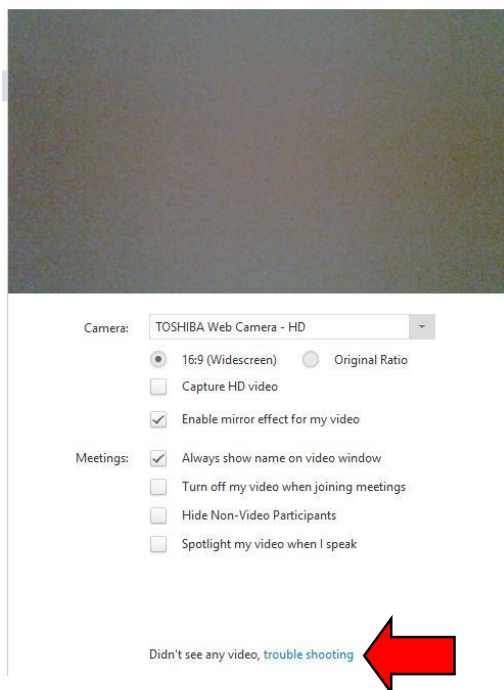 Camera: TOSHIBA Web Camera - HD
16:9 (Widescreen) Original Ratio
Capture HD video
Enable mirror effect for my video
Meetings: Always show name on video window
Turn off my video when joining meetings
Hide Non-Video Participants
Spotlight my video when I speak
Didn't see any video, trouble shooting